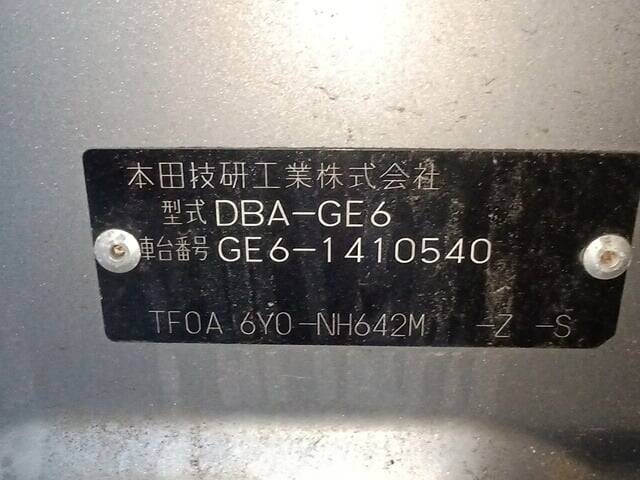 本田技研工業株式会社
型式 DBA-GE6
車台番号 GE6-1410540
TF0A 6Y0-NH642M -Z -S